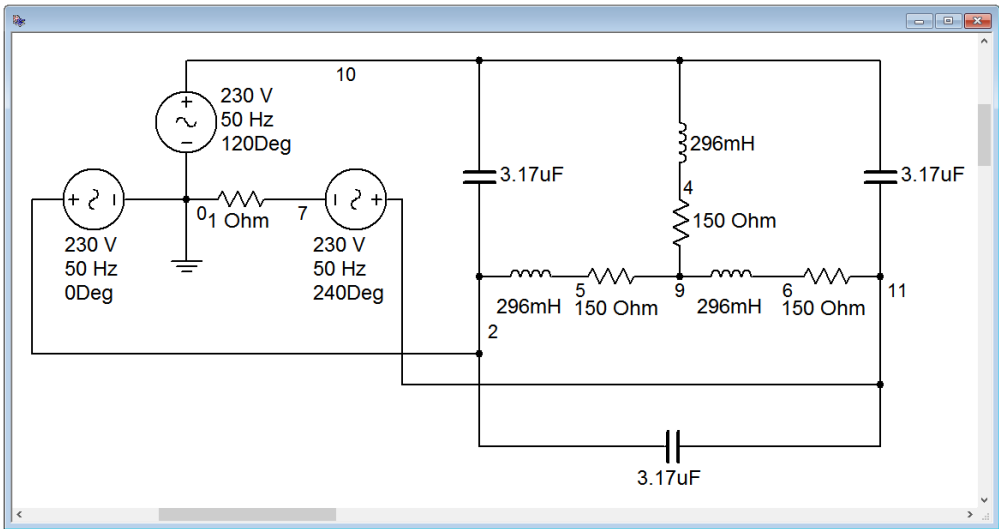 10
230 V
50 Hz
120Deg
3.17uF
296mH
3.17uF
4
150 Ohm
0
1 Ohm
7
230 V
50 Hz
0Deg
230 V
50 Hz
240Deg
5
9
6
11
296mH
150 Ohm
296mH
150 Ohm
2
3.17uF